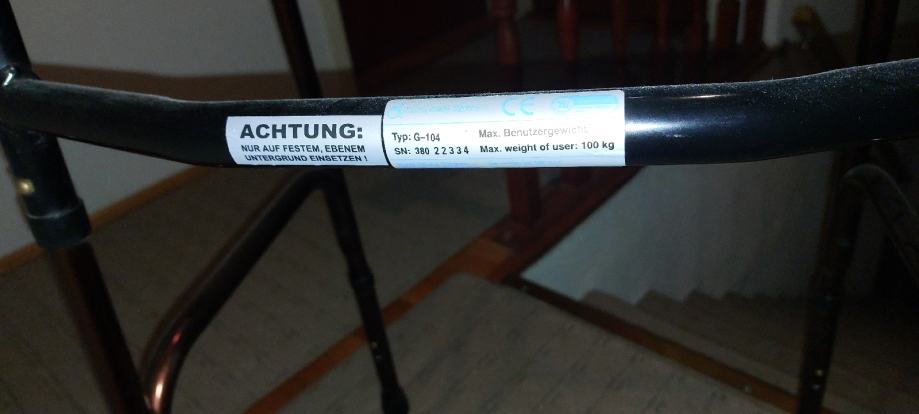 ACHTUNG:
NUR AUF FESTEM, EBENEM
UNTERGRUND EINSETZEN !
CE
Typ: G-104
Max. Benutzergewicht:
SN: 380 22334
Max. weight of user: 100 kg